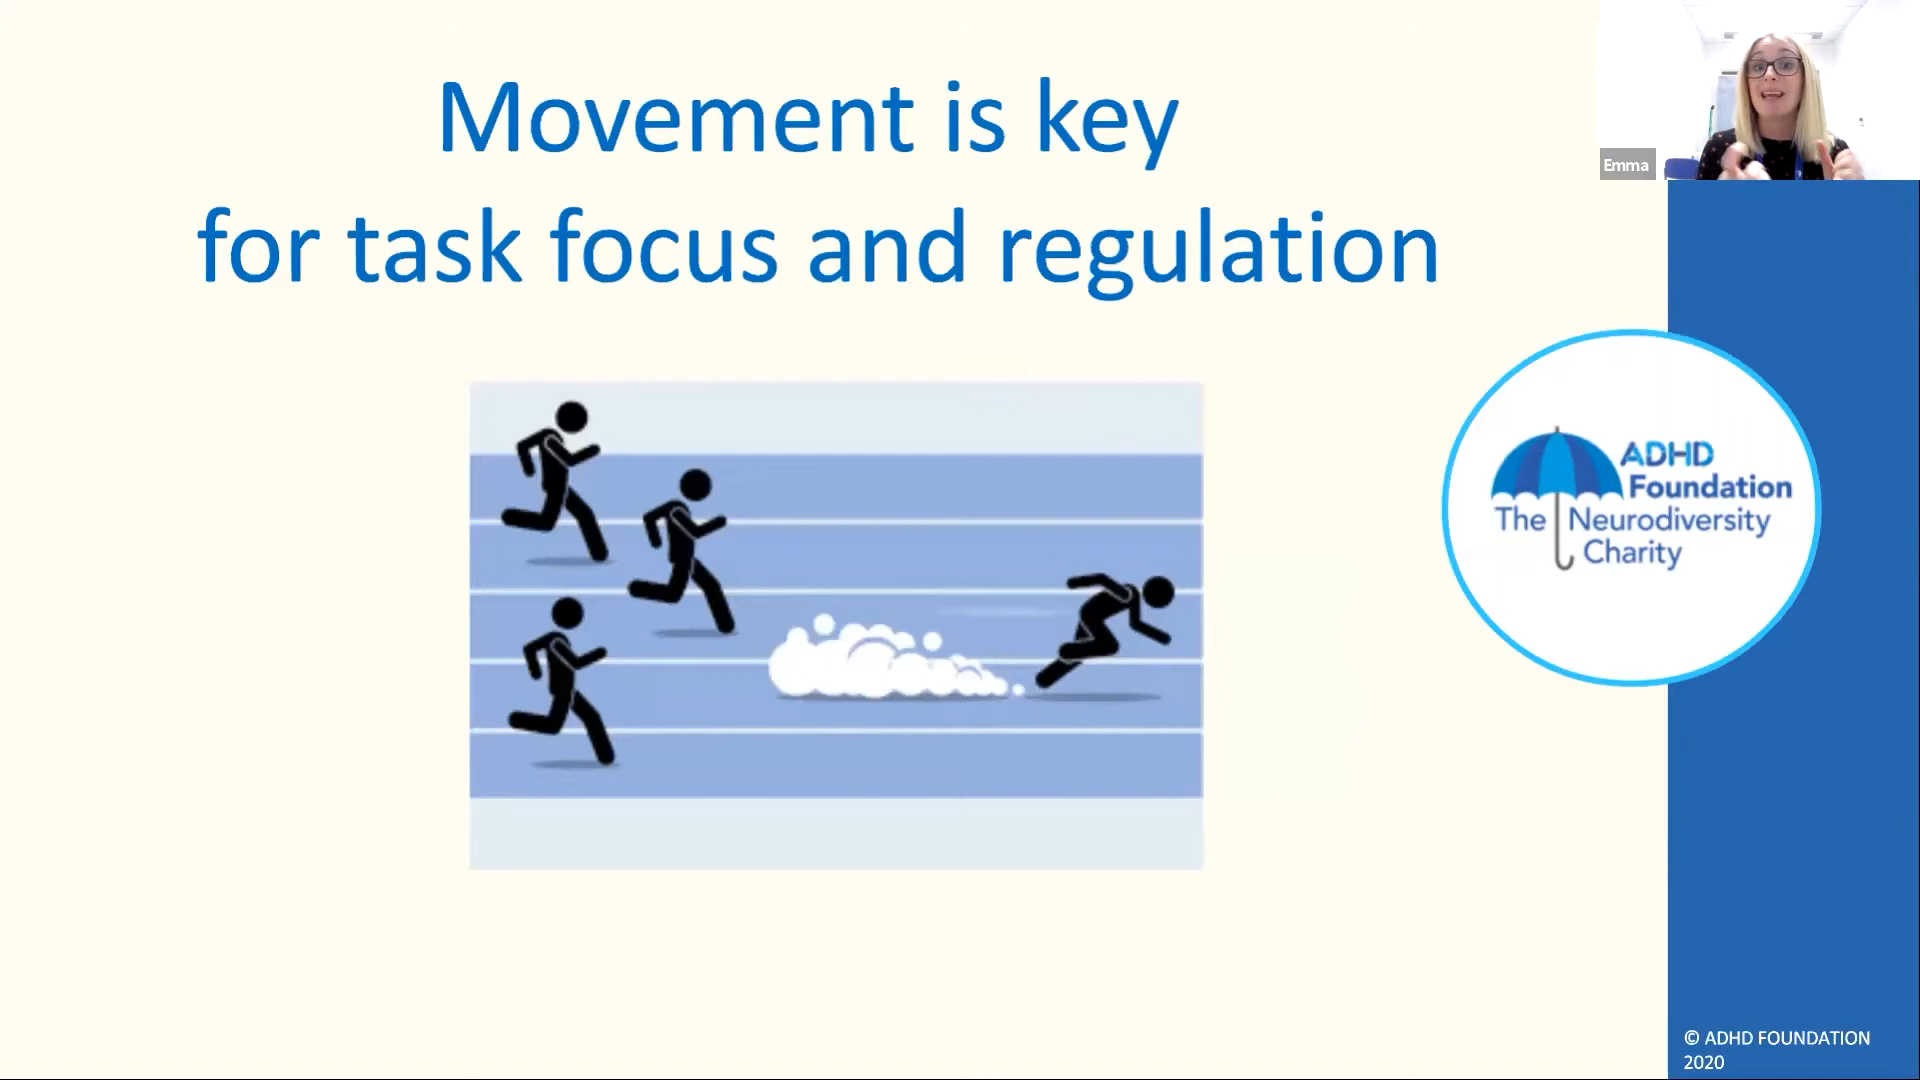 Movement is key
for task focus and regulation
Emma
ADHD
Foundation
The Neurodiversity
Charity
© ADHD FOUNDATION
2020